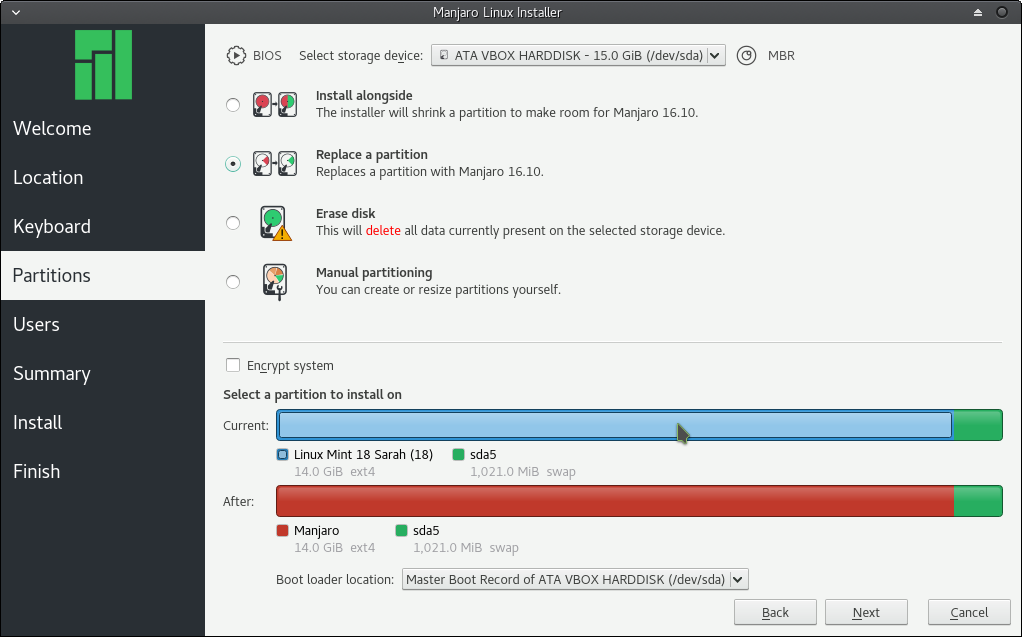 Manjaro Linux Installer
Welcome
Location
Keyboard
Partitions
Users
Summary
Install
Finish
BIOS Select storage device: ATA VBOX HARDDISK - 15.0 GiB (/dev/sda) MBR
Install alongside
The installer will shrink a partition to make room for Manjaro 16.10.
Replace a partition
Replaces a partition with Manjaro 16.10.
Erase disk
This will delete all data currently present on the selected storage device.
Manual partitioning
You can create or resize partitions yourself.
Encrypt system
Select a partition to install on
Current:
Linux Mint 18 Sarah (18) sda5
14.0 GiB ext4 1,021.0 MiB swap
After:
Manjaro sda5
14.0 GiB ext4 1,021.0 MiB swap
Boot loader location: Master Boot Record of ATA VBOX HARDDISK (/dev/sda)
Back Next Cancel